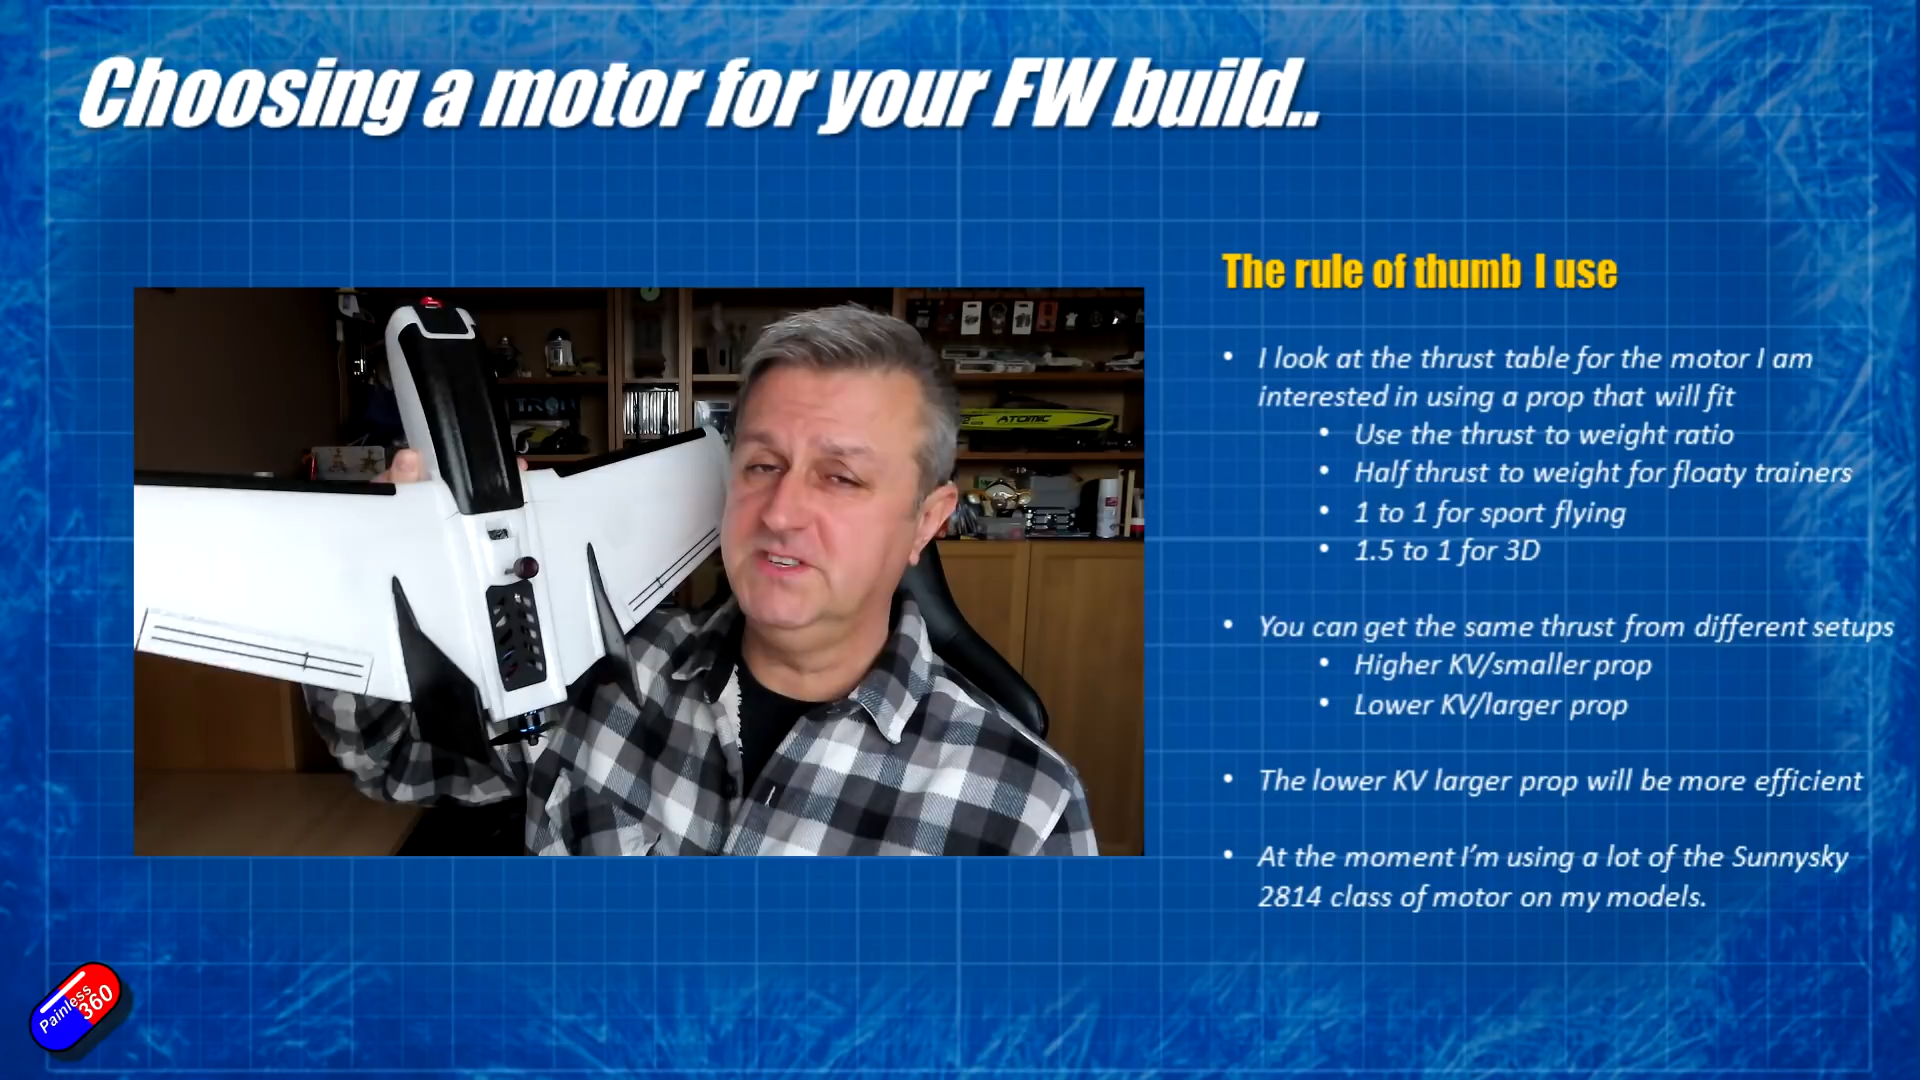 Choosing a motor for your FW build..
The rule of thumb I use
• I look at the thrust table for the motor I am
interested in using a prop that will fit
• Use the thrust to weight ratio
• Half thrust to weight for floaty trainers
• 1 to 1 for sport flying
• 1.5 to 1 for 3D
• You can get the same thrust from different setups
• Higher KV/smaller prop
• Lower KV/larger prop
• The lower KV larger prop will be more efficient
• At the moment I'm using a lot of the Sunnysky
2814 class of motor on my models.
TRON
ATOMIC
Painless
360